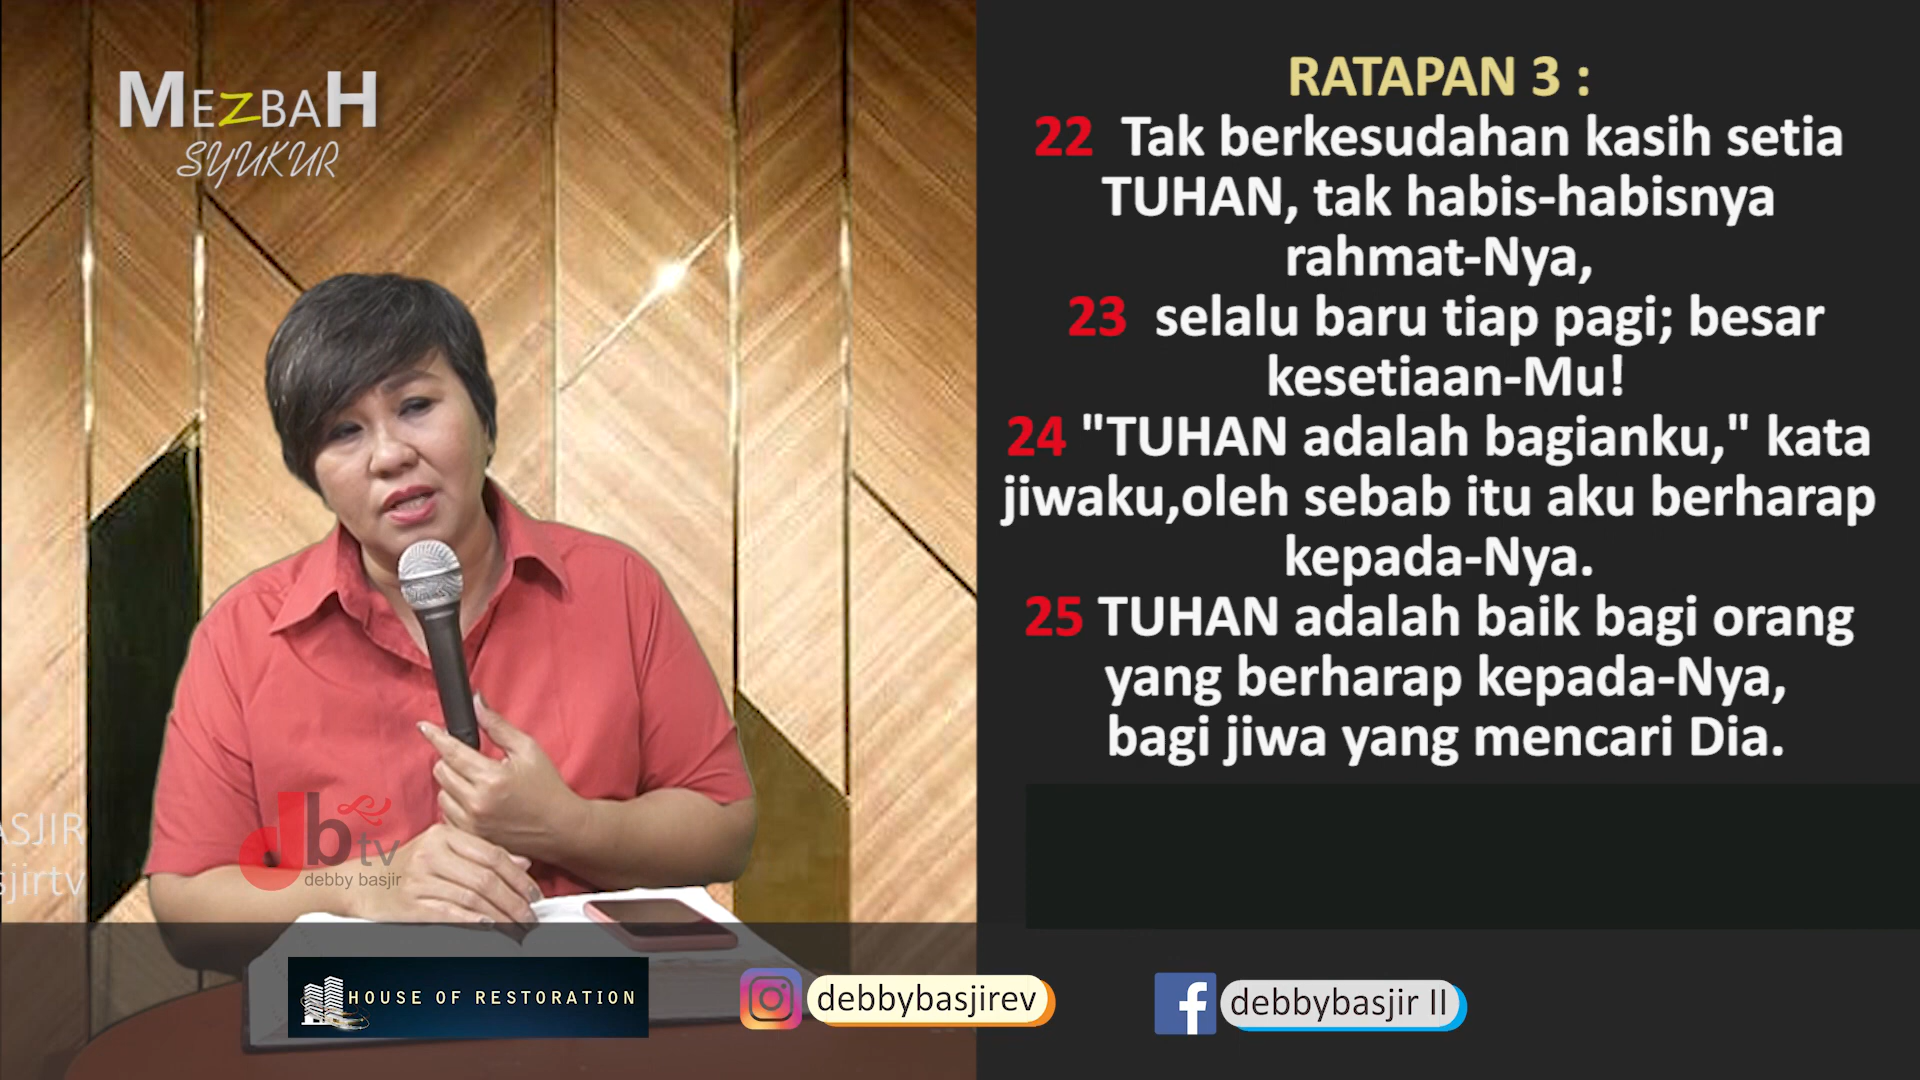 MEZBAH
SYUKUR
RATAPAN 3 :
22 Tak berkesudahan kasih setia
TUHAN, tak habis-habisnya
rahmat-Nya,
23 selalu baru tiap pagi; besar
kesetiaan-Mu!
24 "TUHAN adalah bagianku," kata
jiwaku,oleh sebab itu aku berharap
kepada-Nya.
25 TUHAN adalah baik bagi orang
yang berharap kepada-Nya,
bagi jiwa yang mencari Dia.
ASJIR
sjirtv
db tv
debby basjir
HOUSE OF RESTORATION
debbybasjirev
debbybasjir II